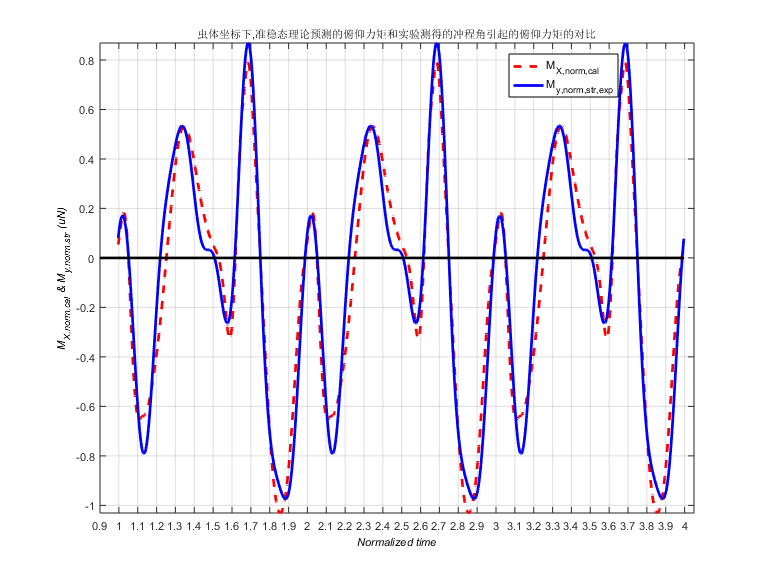 虫体坐标下,准稳态理论预测的俯仰力矩和实验测得的冲程角引起的俯仰力矩的对比
M_X,norm,cal
M_y,norm,str,exp
M_X,norm,cal & M_y,norm,str (uN)
0.8
0.6
0.4
0.2
0
-0.2
-0.4
-0.6
-0.8
-1
0.9 1 1.1 1.2 1.3 1.4 1.5 1.6 1.7 1.8 1.9 2 2.1 2.2 2.3 2.4 2.5 2.6 2.7 2.8 2.9 3 3.1 3.2 3.3 3.4 3.5 3.6 3.7 3.8 3.9 4
Normalized time